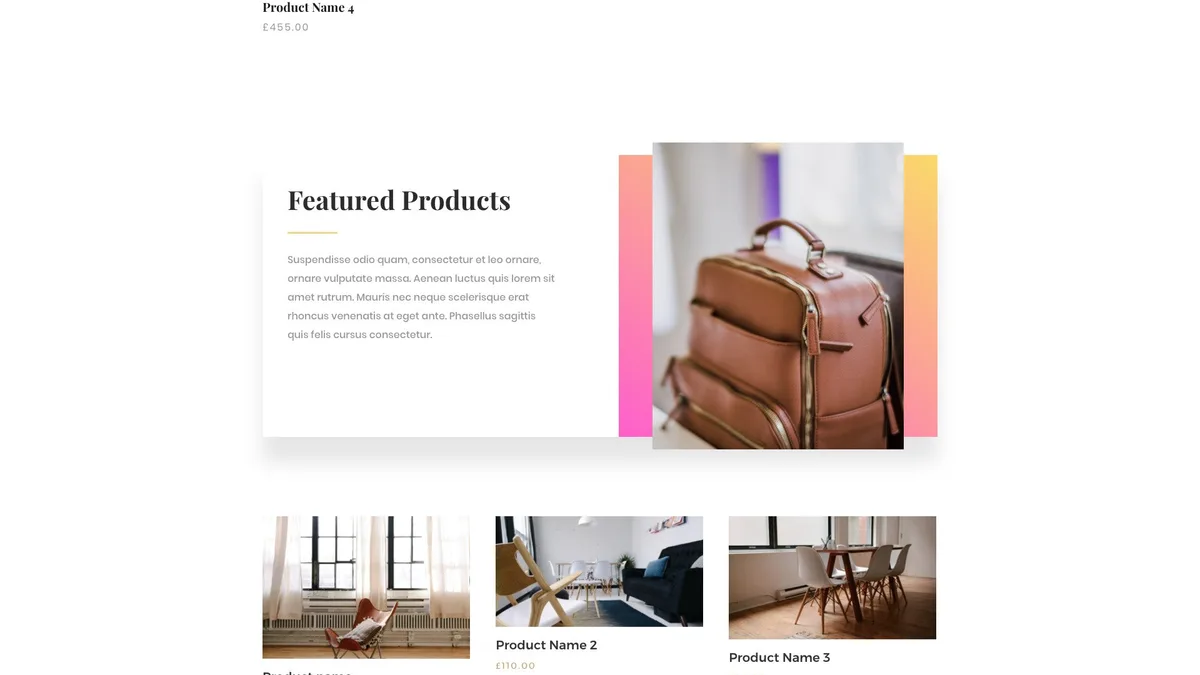 Product Name 4
£455.00
Featured Products
Suspendisse odio quam, consectetur et leo ornare,
ornare vulputate massa. Aenean luctus quis lorem sit
amet rutrum. Mauris nec neque scelerisque erat
rhoncus venenatis at eget ante. Phasellus sagittis
quis felis cursus consectetur.
Product name
Product Name 2
£110.00
Product Name 3